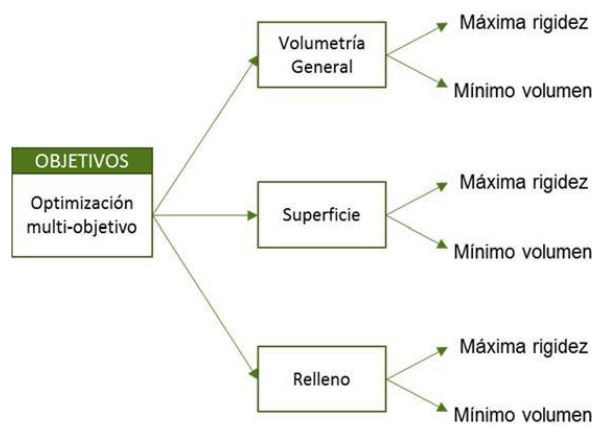 OBJETIVOS
Optimización
multi-objetivo
Volumetría
General
Máxima rigidez
Mínimo volumen
Superficie
Máxima rigidez
Mínimo volumen
Relleno
Máxima rigidez
Mínimo volumen